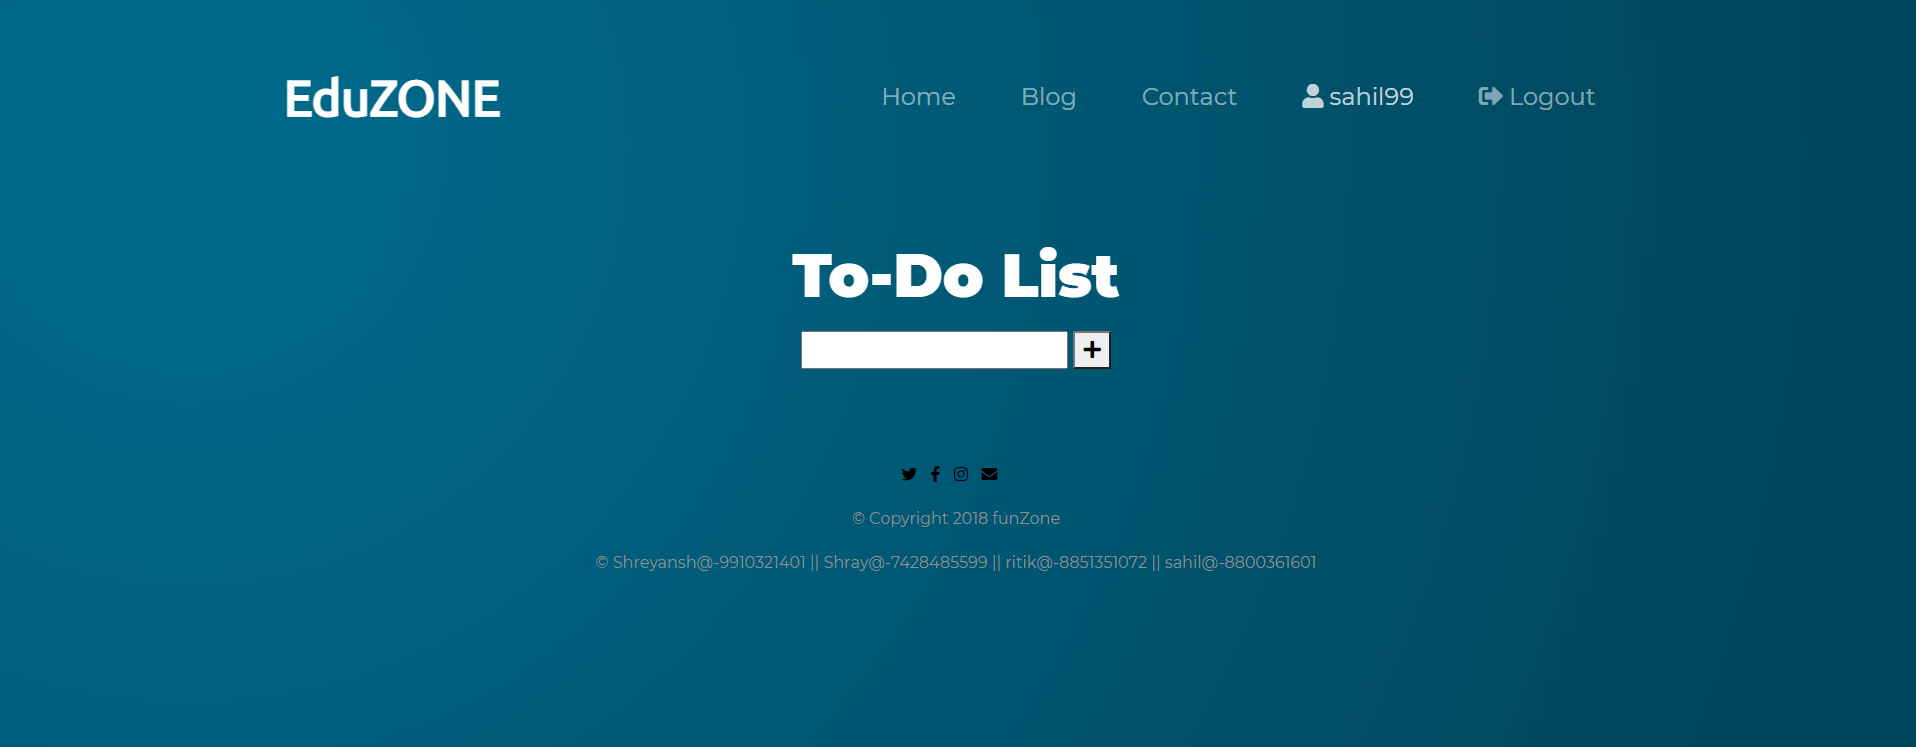 EduZONE
Home Blog Contact sahil99 Logout
To-Do List
© Copyright 2018 funZone
© Shreyansh@-9910321401 || Shray@-7428485599 || ritik@-8851351072 || sahil@-8800361601